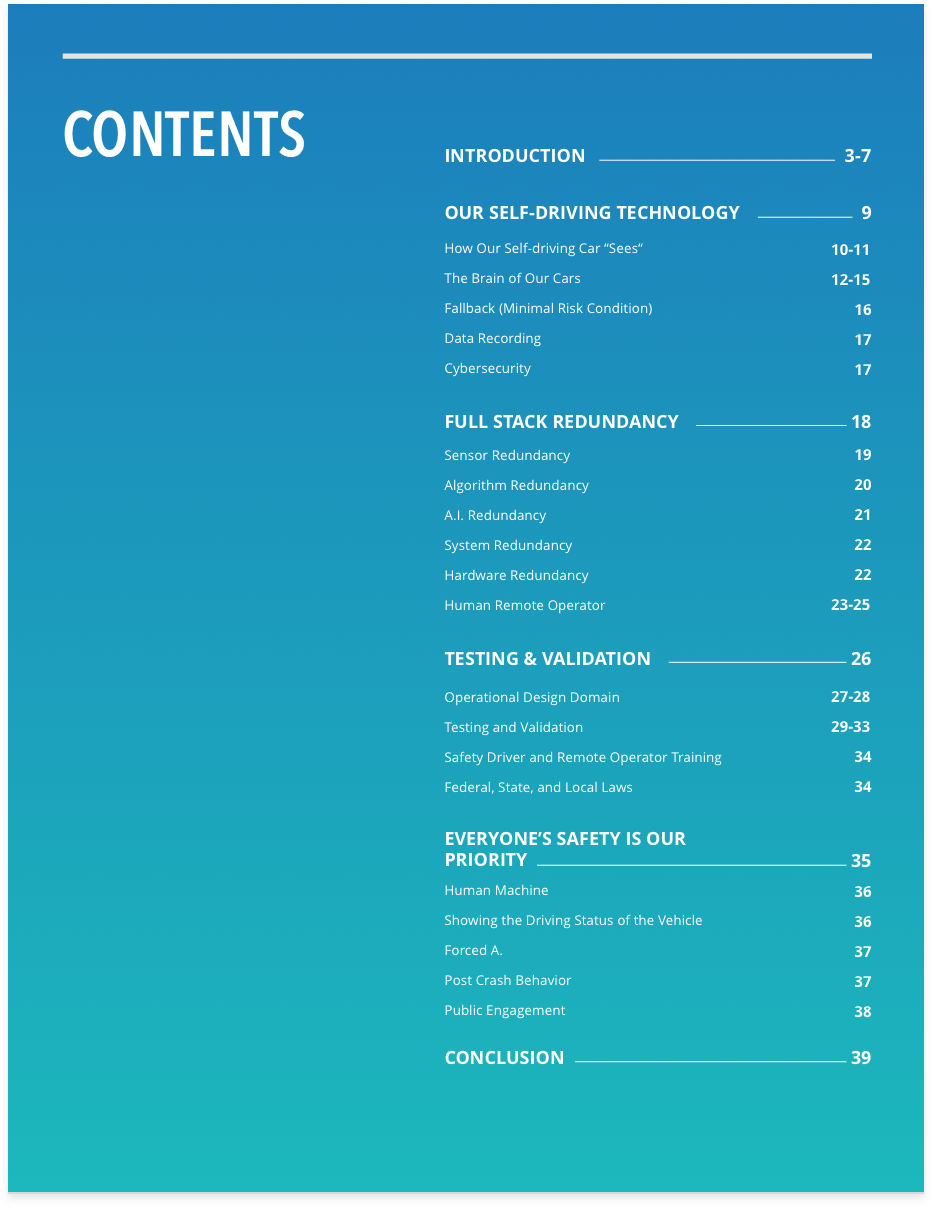 CONTENTS
INTRODUCTION 3-7
OUR SELF-DRIVING TECHNOLOGY 9
How Our Self-driving Car “Sees“ 10-11
The Brain of Our Cars 12-15
Fallback (Minimal Risk Condition) 16
Data Recording 17
Cybersecurity 17
FULL STACK REDUNDANCY 18
Sensor Redundancy 19
Algorithm Redundancy 20
A.I. Redundancy 21
System Redundancy 22
Hardware Redundancy 22
Human Remote Operator 23-25
TESTING & VALIDATION 26
Operational Design Domain 27-28
Testing and Validation 29-33
Safety Driver and Remote Operator Training 34
Federal, State, and Local Laws 34
EVERYONE’S SAFETY IS OUR
PRIORITY 35
Human Machine 36
Showing the Driving Status of the Vehicle 36
Forced A. 37
Post Crash Behavior 37
Public Engagement 38
CONCLUSION 39